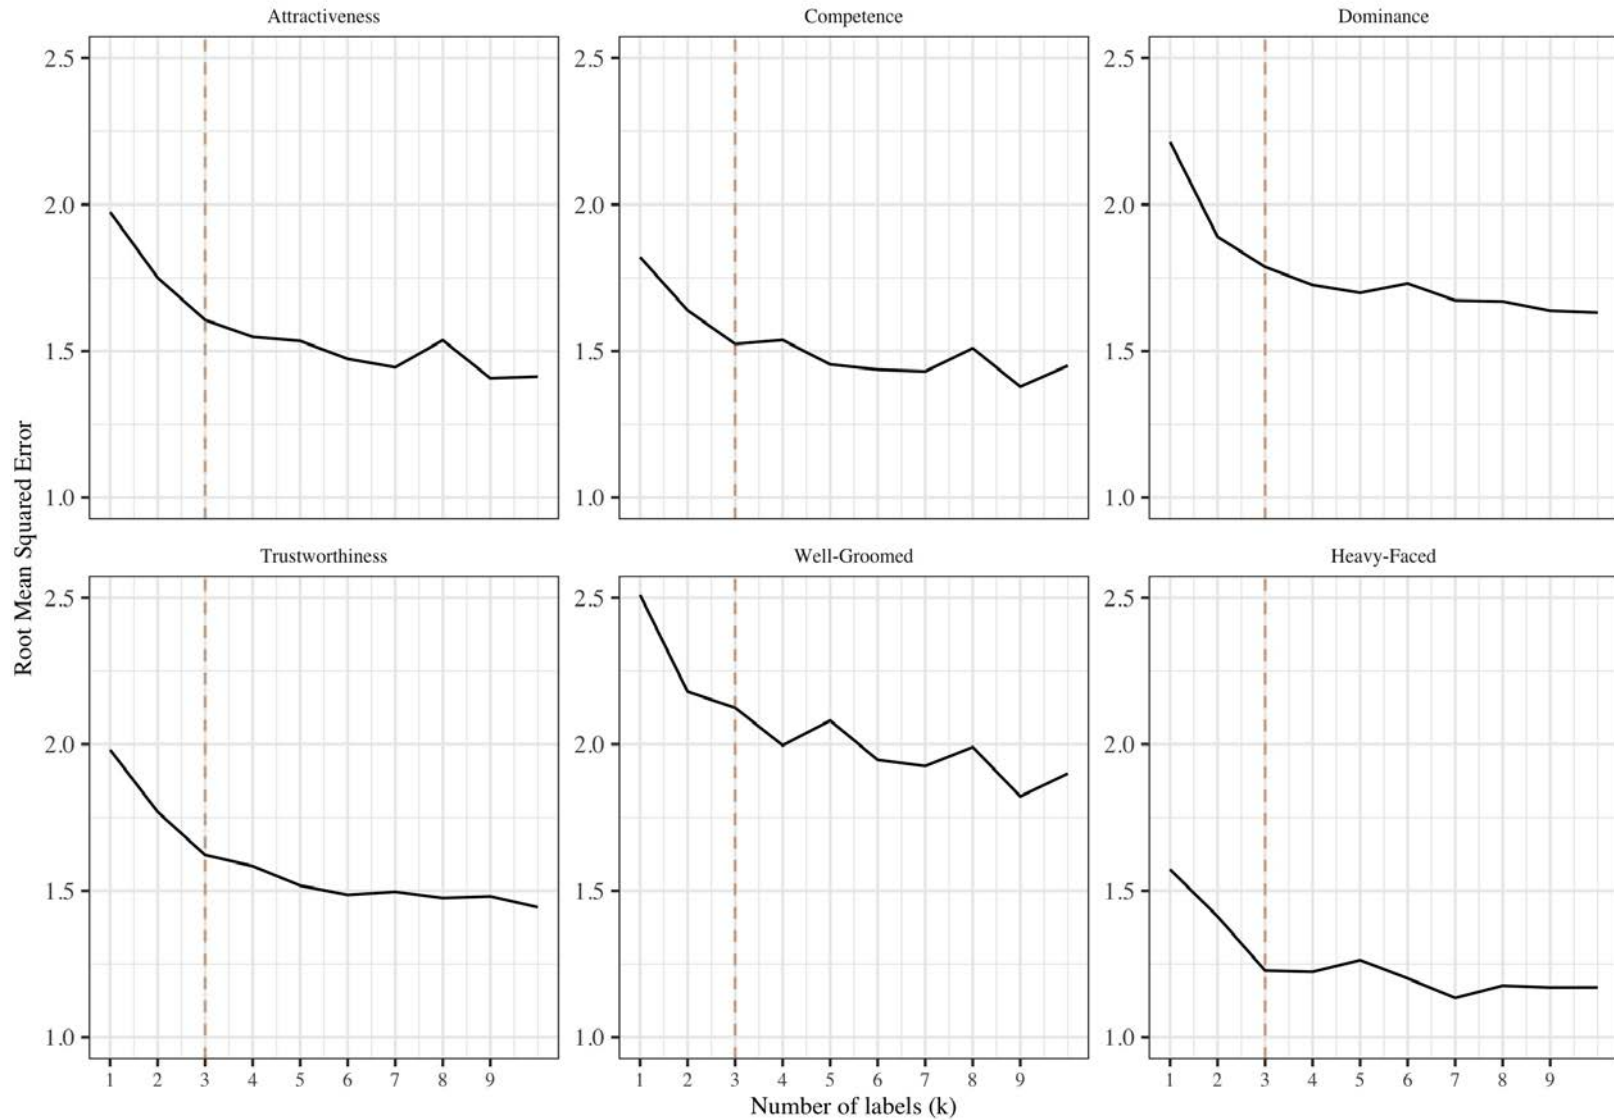 Attractiveness
Competence
Dominance
2.5
2.0
1.5
1.0
2.5
2.0
1.5
1.0
2.5
2.0
1.5
1.0
Root Mean Squared Error
Trustworthiness
Well-Groomed
Heavy-Faced
2.5
2.0
1.5
1.0
2.5
2.0
1.5
1.0
2.5
2.0
1.5
1.0
1 2 3 4 5 6 7 8 9
1 2 3 4 5 6 7 8 9
1 2 3 4 5 6 7 8 9
Number of labels (k)